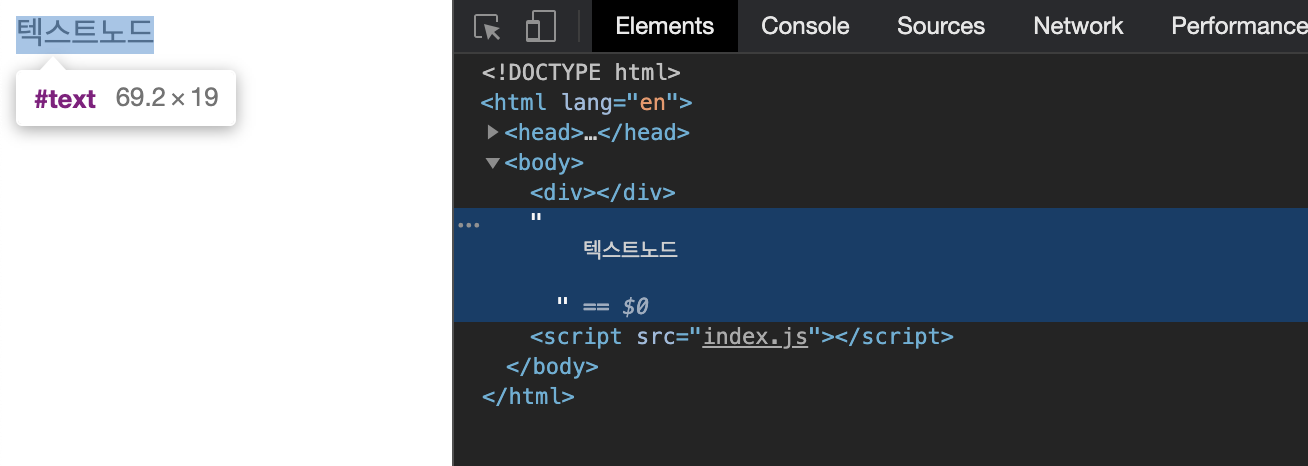 텍스트노드
#text 69.2 × 19
Elements Console Sources Network Performance
<!DOCTYPE html>
<html lang="en">
<head>…</head>
<body>
<div></div>
"
텍스트노드
" == $0
<script src="index.js"></script>
</body>
</html>